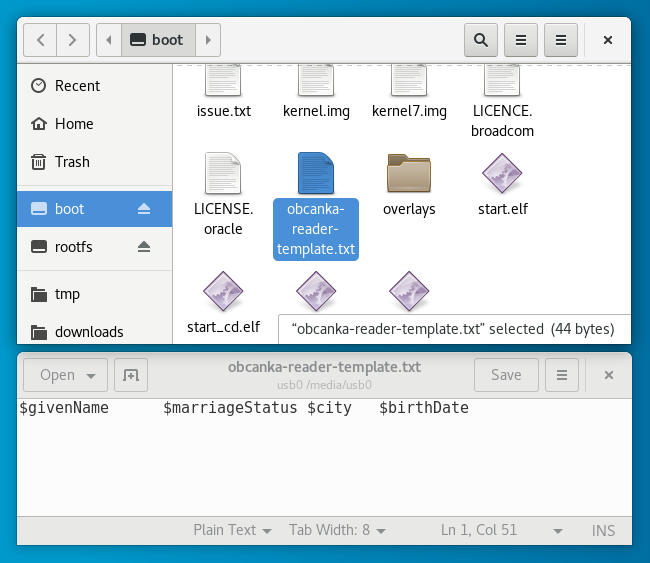 boot
Recent
Home
Trash
boot
rootfs
tmp
downloads
issue.txt
kernel.img
kernel7.img
LICENCE.
broadcom
LICENSE.
oracle
obcanka-
reader-
template.txt
overlays
start.elf
start_cd.elf
“obcanka-reader-template.txt” selected (44 bytes)
Open
obcanka-reader-template.txt
usb0 /media/usb0
Save
$givenName $marriageStatus $city $birthDate
Plain Text Tab Width: 8 Ln 1, Col 51 INS